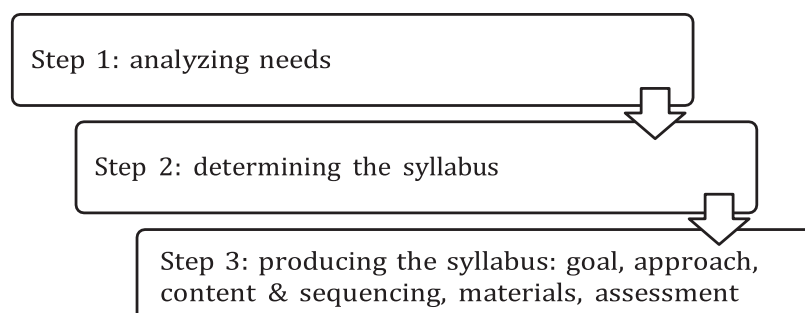 Step 1: analyzing needs
Step 2: determining the syllabus
Step 3: producing the syllabus: goal, approach,
content & sequencing, materials, assessment